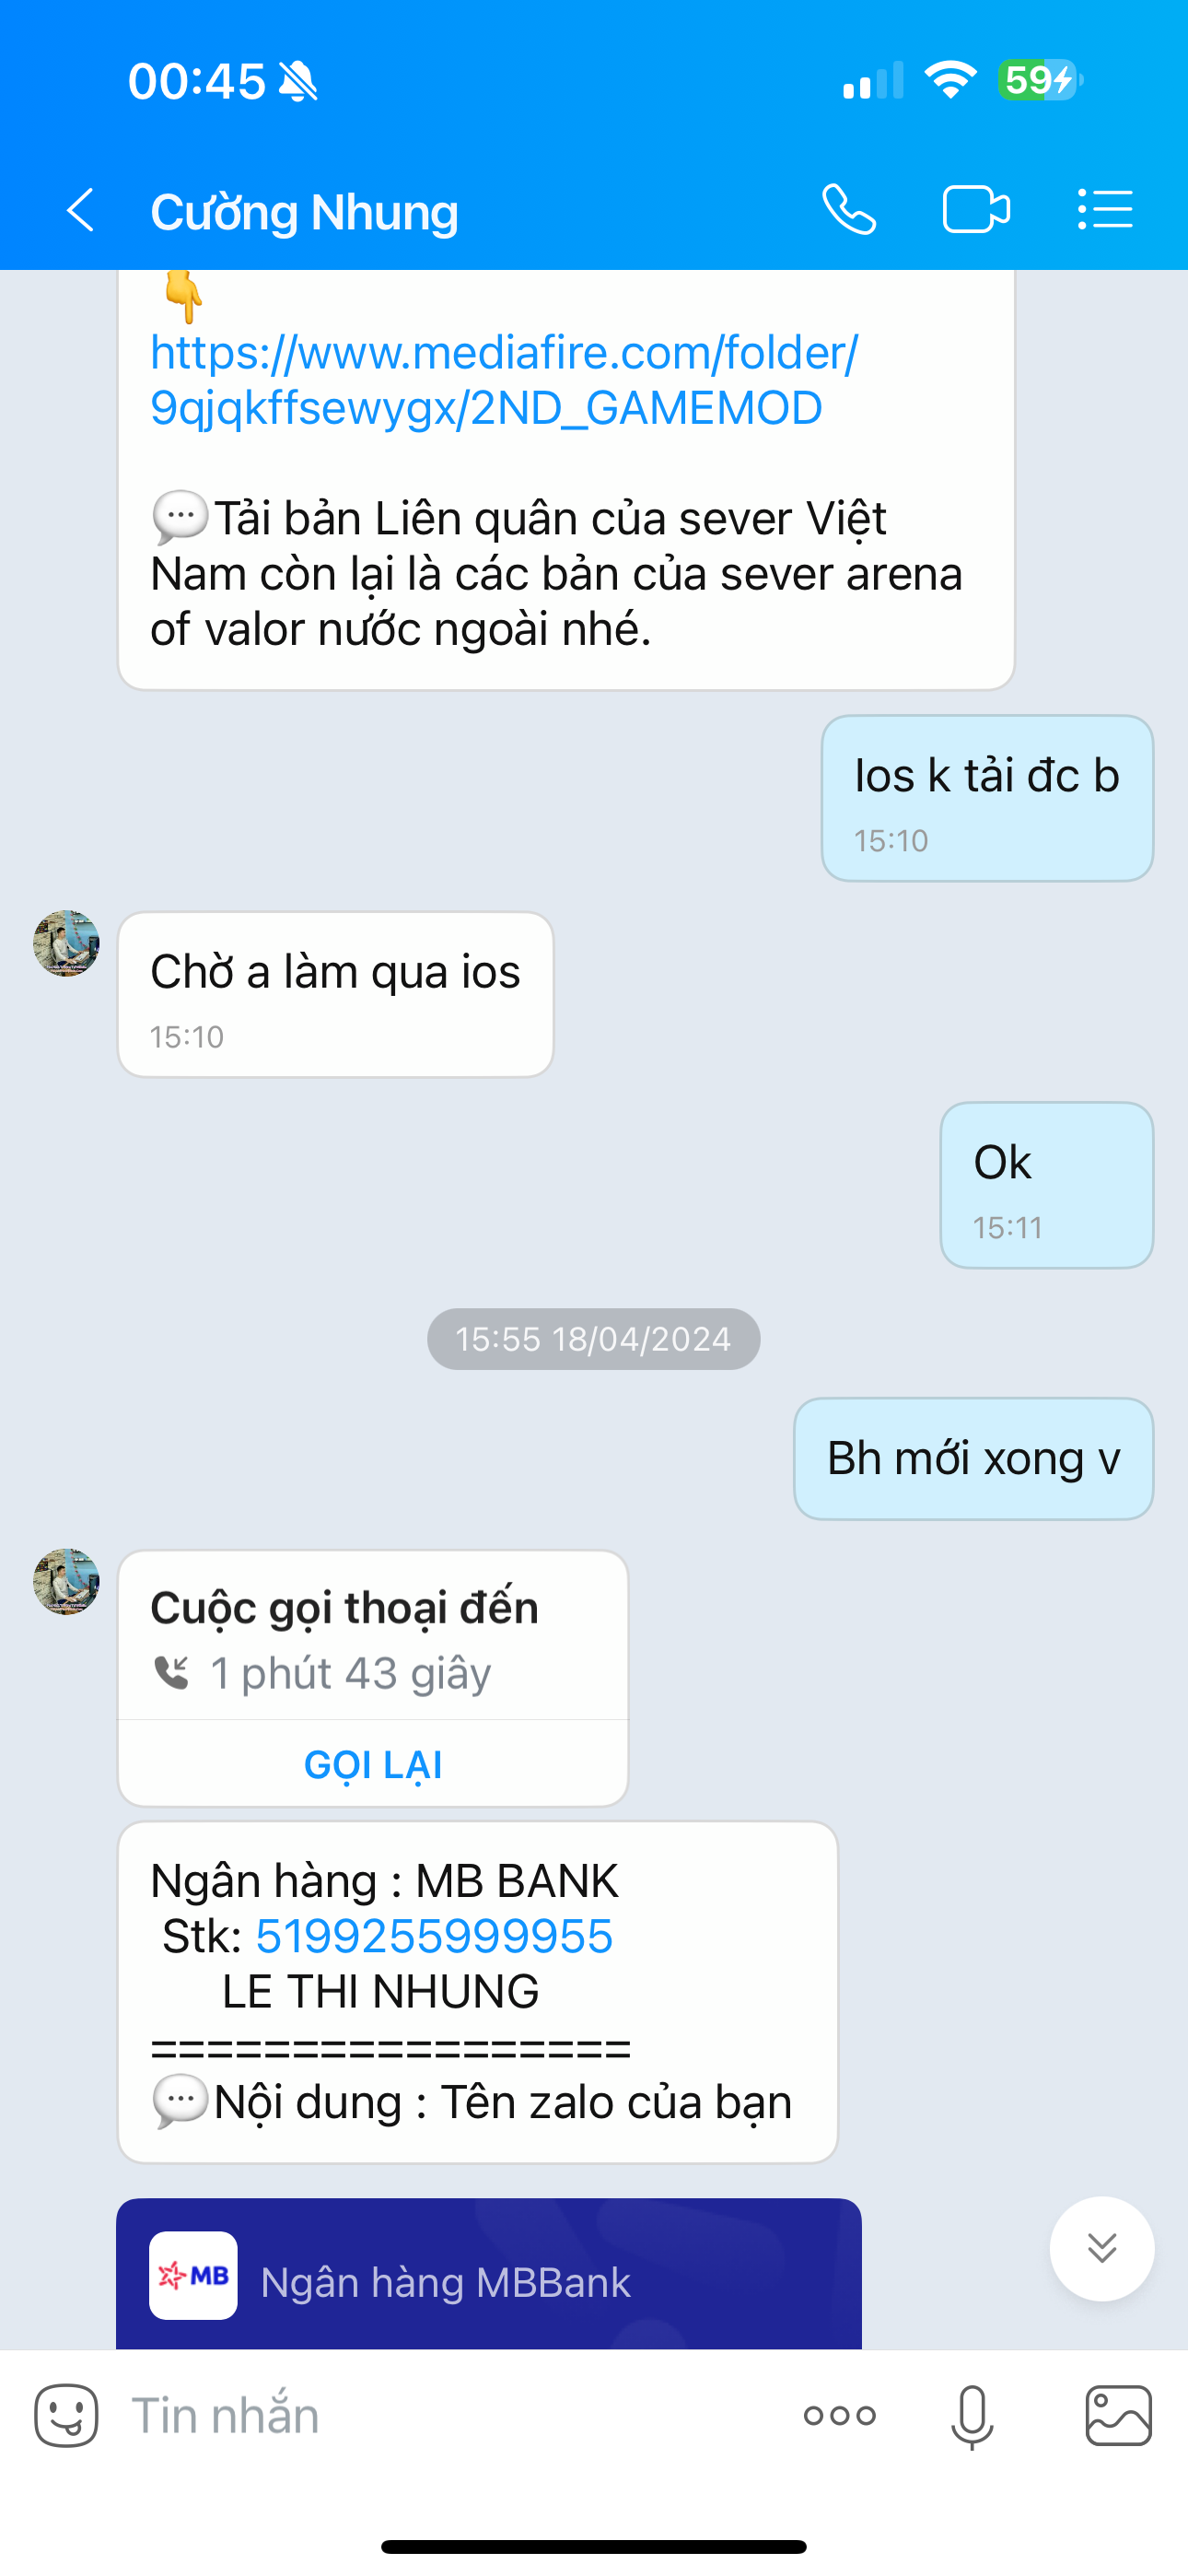 00:45
59
Cường Nhung
👇
https://www.mediafire.com/folder/
9qjqkffsewygx/2ND_GAMEMOD
💬Tải bản Liên quân của sever Việt
Nam còn lại là các bản của sever arena
of valor nước ngoài nhé.
Ios k tải đc b
15:10
Chờ a làm qua ios
15:10
Ok
15:11
15:55 18/04/2024
Bh mới xong v
Cuộc gọi thoại đến
1 phút 43 giây
GỌI LẠI
Ngân hàng : MB BANK
Stk: 5199255999955
LE THI NHUNG
=================
💬Nội dung : Tên zalo của bạn
MB Ngân hàng MBBank
Tin nhắn